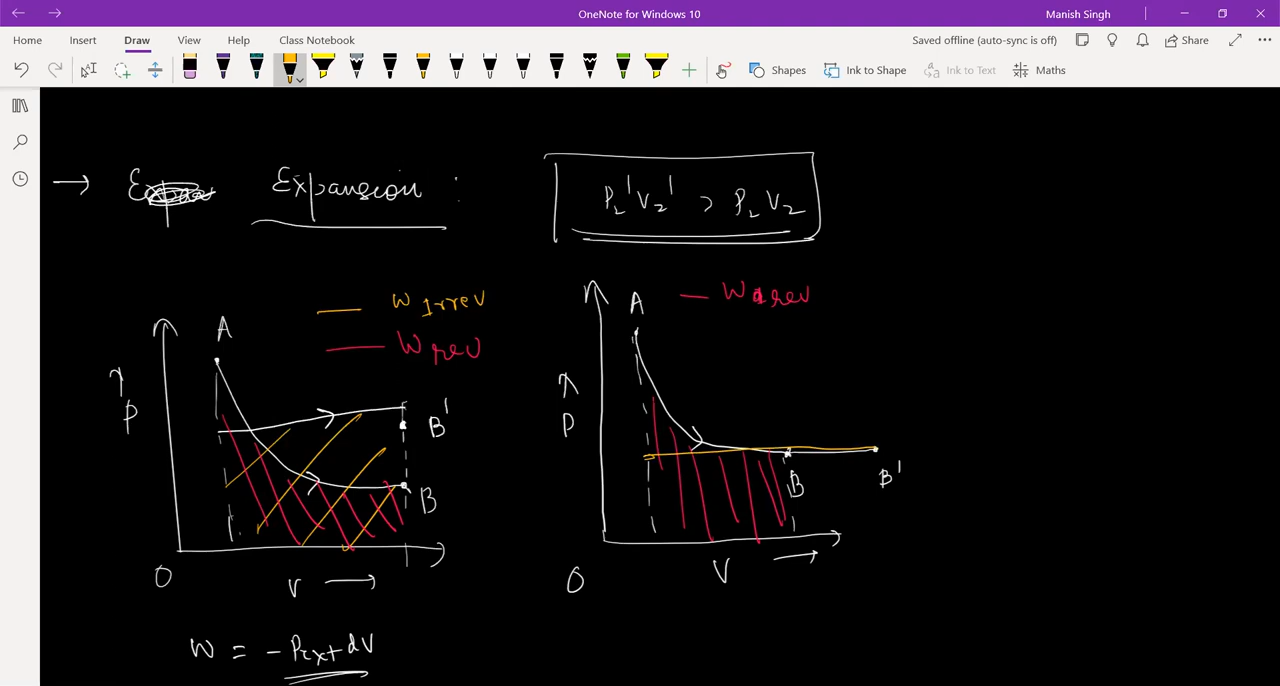 OneNote for Windows 10
Manish Singh
Home Insert Draw View Help Class Notebook
Saved offline (auto-sync is off)
Share
Shapes
Ink to Shape
Ink to Text
Maths
→ Expansion :
P₂'V₂' > P₂V₂
W Irrev
W rev
W rev
A
A
↑
P
↑
P
B'
B
B
B'
O
V →
O
V →
W = -Pext dV